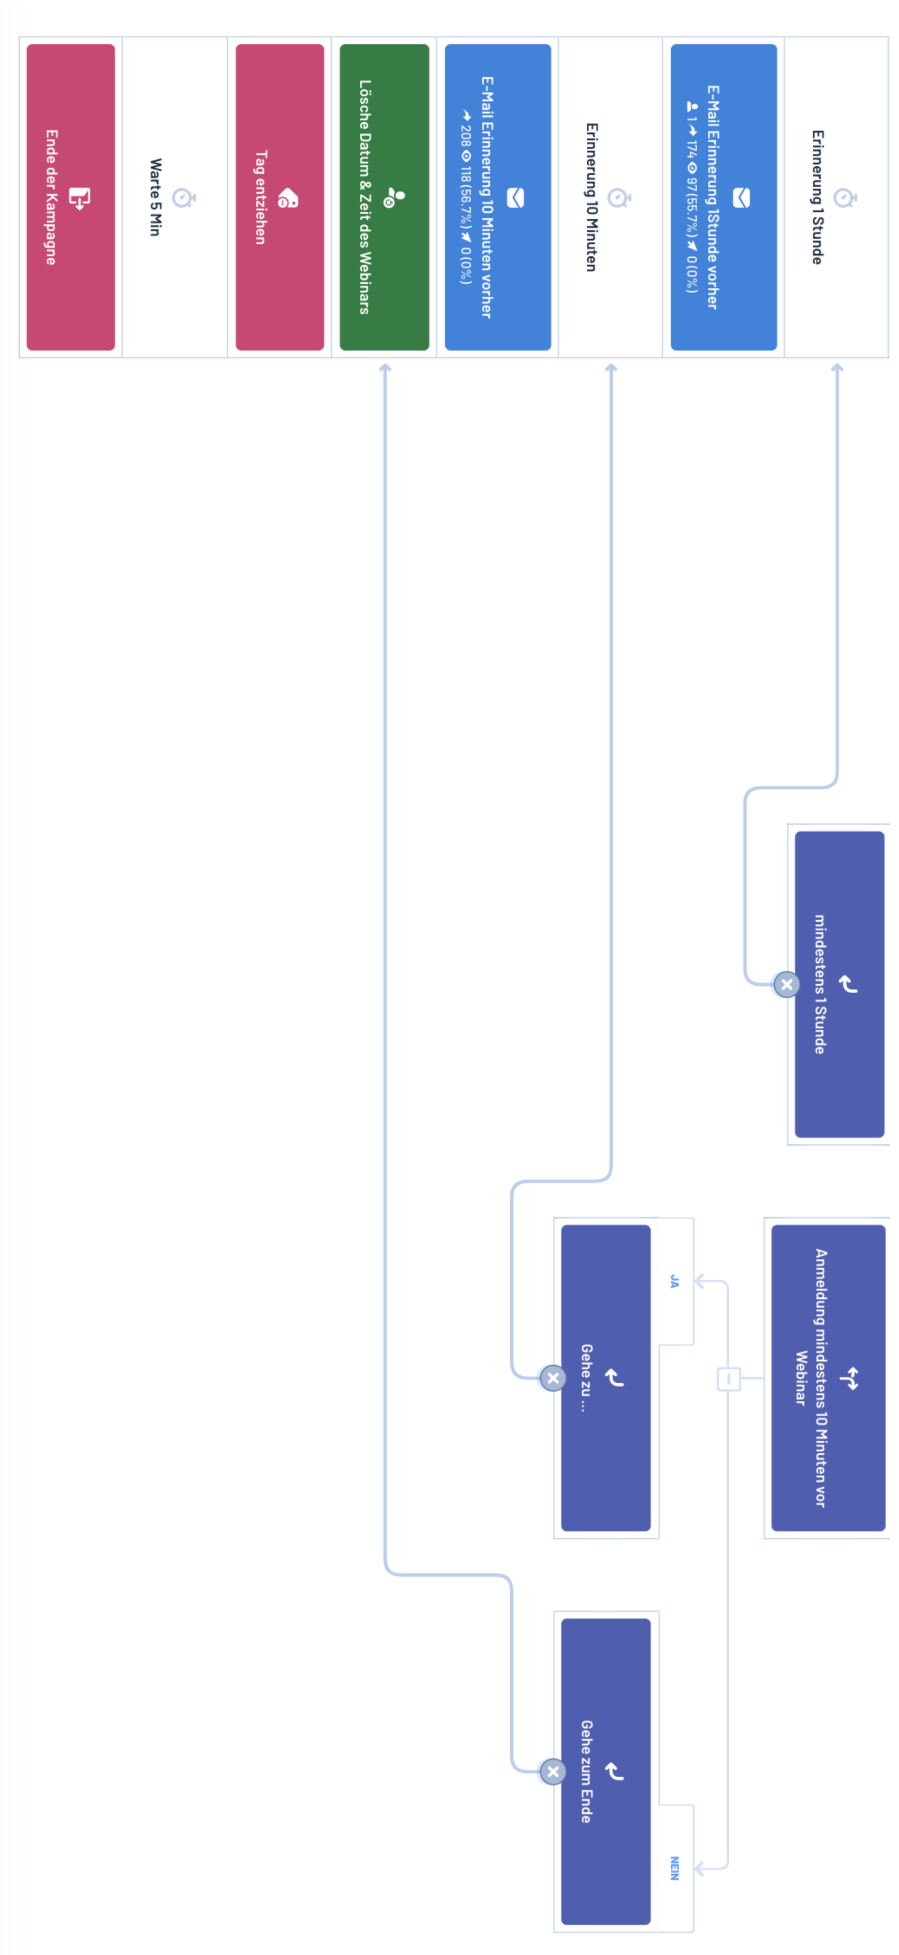 Erinnerung 1 Stunde
E-Mail Erinnerung 1Stunde vorher
1 174 97 (55.7%) 0 (0%)
Erinnerung 10 Minuten
E-Mail Erinnerung 10 Minuten vorher
208 118 (56.7%) 0 (0%)
Lösche Datum & Zeit des Webinars
Tag entziehen
Warte 5 Min
Ende der Kampagne
mindestens 1 Stunde
Anmeldung mindestens 10 Minuten vor
Webinar
JA
Gehe zu ...
NEIN
Gehe zum Ende